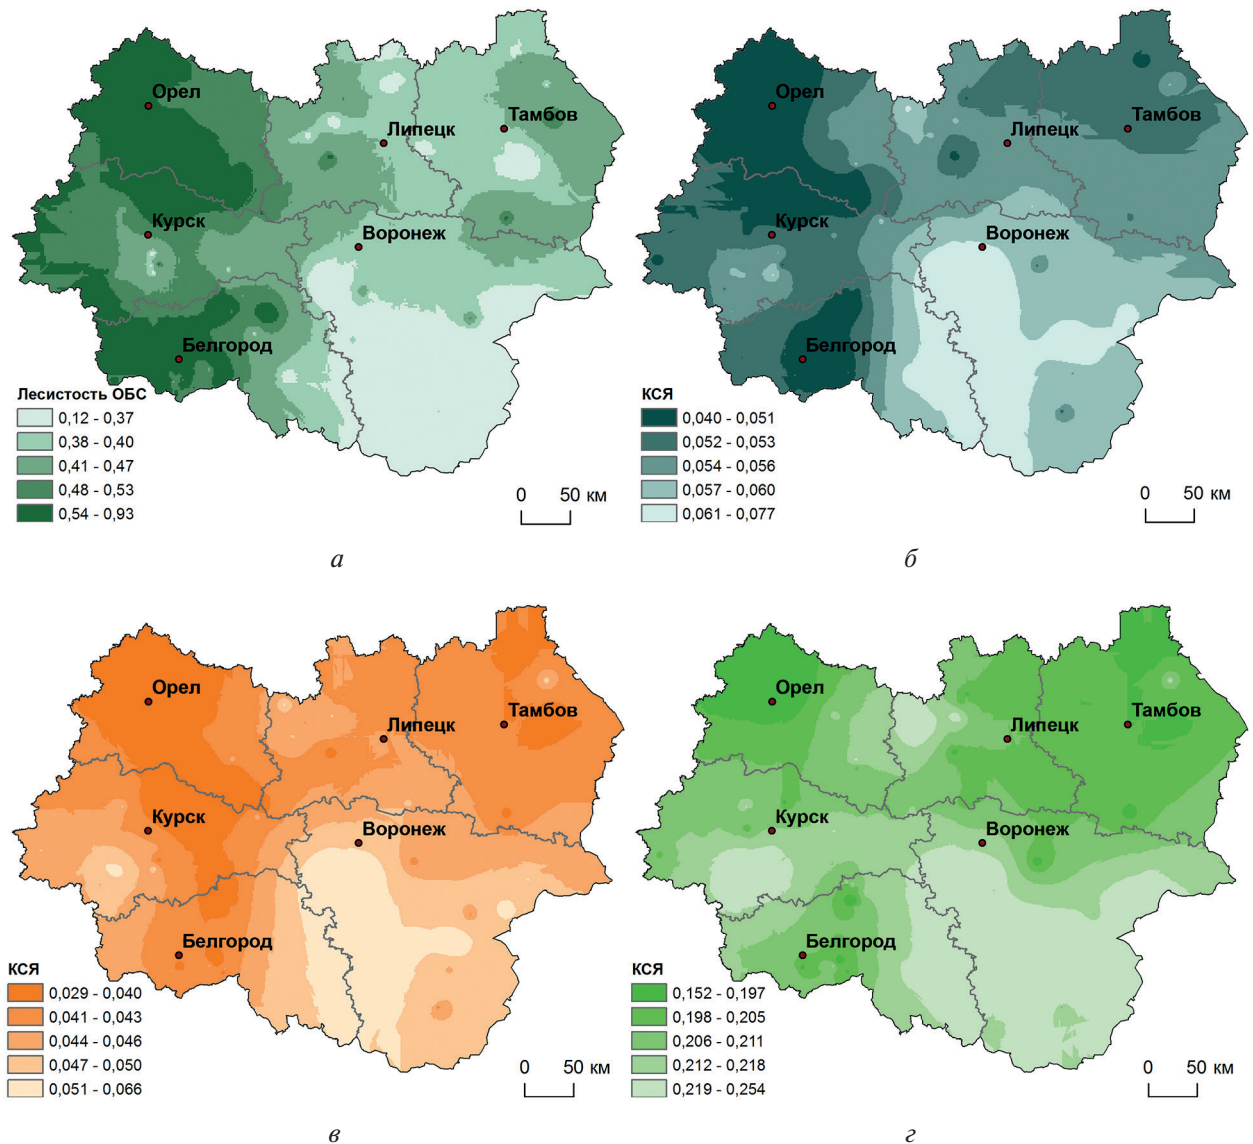 Орел
Тамбов
Липецк
Курск
Воронеж
Белгород
Лесистость ОБС
0,12 - 0,37
0,38 - 0,40
0,41 - 0,47
0,48 - 0,53
0,54 - 0,93
0 50 км
а
Орел
Тамбов
Липецк
Курск
Воронеж
Белгород
КСЯ
0,040 - 0,051
0,052 - 0,053
0,054 - 0,056
0,057 - 0,060
0,061 - 0,077
0 50 км
б
Орел
Тамбов
Липецк
Курск
Воронеж
Белгород
КСЯ
0,029 - 0,040
0,041 - 0,043
0,044 - 0,046
0,047 - 0,050
0,051 - 0,066
0 50 км
в
Орел
Тамбов
Липецк
Курск
Воронеж
Белгород
КСЯ
0,152 - 0,197
0,198 - 0,205
0,206 - 0,211
0,212 - 0,218
0,219 - 0,254
0 50 км
г